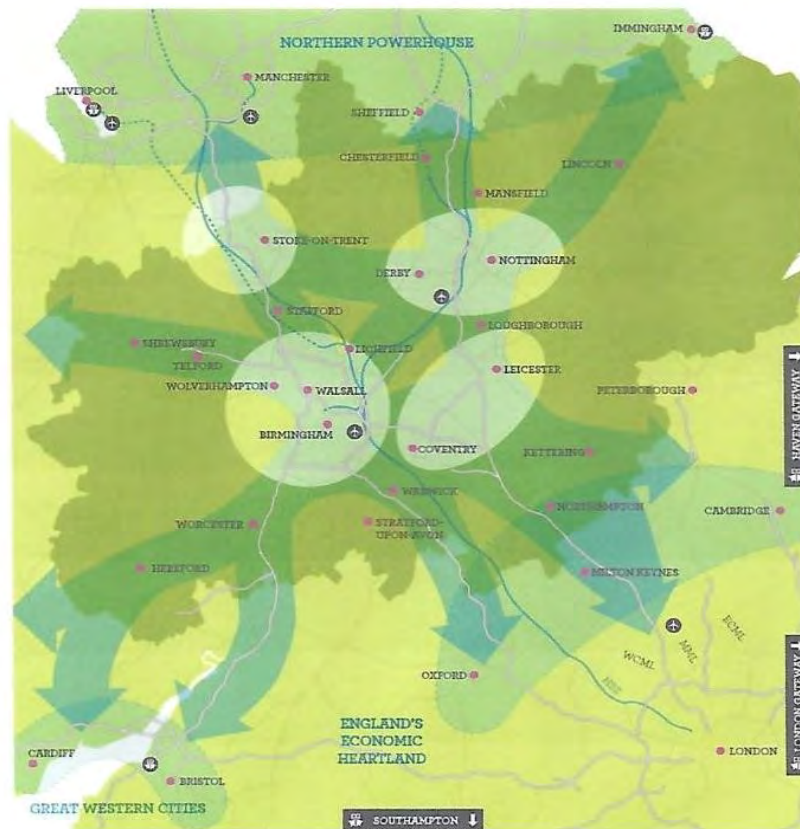 IMMINGHAM
NORTHERN POWERHOUSE
MANCHESTER
LIVERPOOL
SHEFFIELD
CHESTERFIELD
LINCOLN
MANSFIELD
STOKE-ON-TRENT
NOTTINGHAM
DERBY
STAFFORD
LOUGHBOROUGH
SHREWSBURY
LICHFIELD
TELFORD
LEICESTER
WOLVERHAMPTON
WALSALL
PETERBOROUGH
HAVEN GATEWAY
BIRMINGHAM
COVENTRY
KETTERING
WARWICK
NORTHAMPTON
CAMBRIDGE
WORCESTER
STRATFORD-
UPON-AVON
HEREFORD
MILTON KEYNES
ECML
MML
WCML
HS2
OXFORD
LONDON GATEWAY
ENGLAND'S
ECONOMIC
HEARTLAND
LONDON
CARDIFF
BRISTOL
GREAT WESTERN CITIES
SOUTHAMPTON